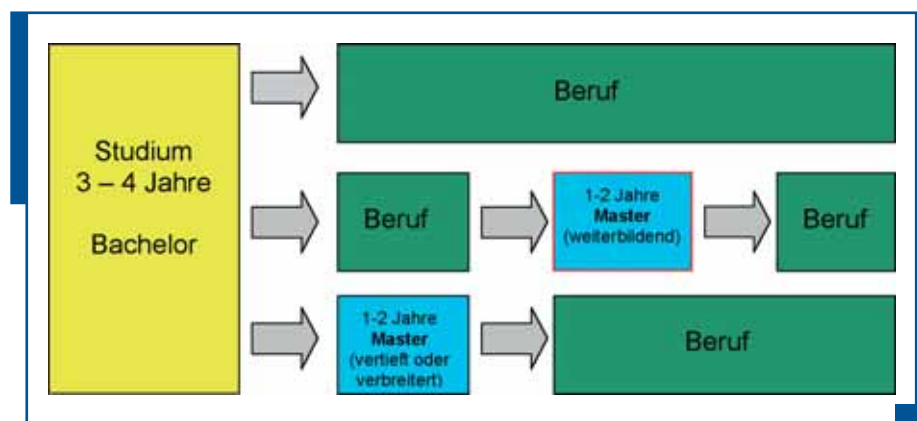 Studium
3 – 4 Jahre
Bachelor
Beruf
Beruf
1-2 Jahre
Master
(weiterbildend)
Beruf
1-2 Jahre
Master
(vertieft oder
verbreitert)
Beruf